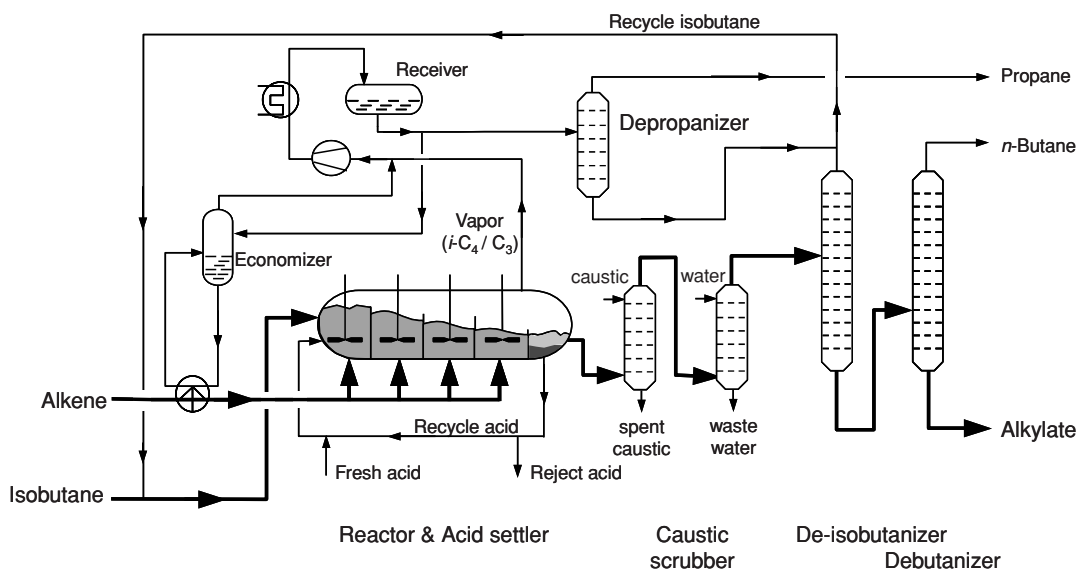 Recycle isobutane
Receiver
Propane
Depropanizer
n-Butane
Vapor
(i-C4 / C3)
Economizer
caustic
water
Alkene
Recycle acid
spent
caustic
waste
water
Alkylate
Fresh acid
Reject acid
Isobutane
Reactor & Acid settler
Caustic
scrubber
De-isobutanizer
Debutanizer